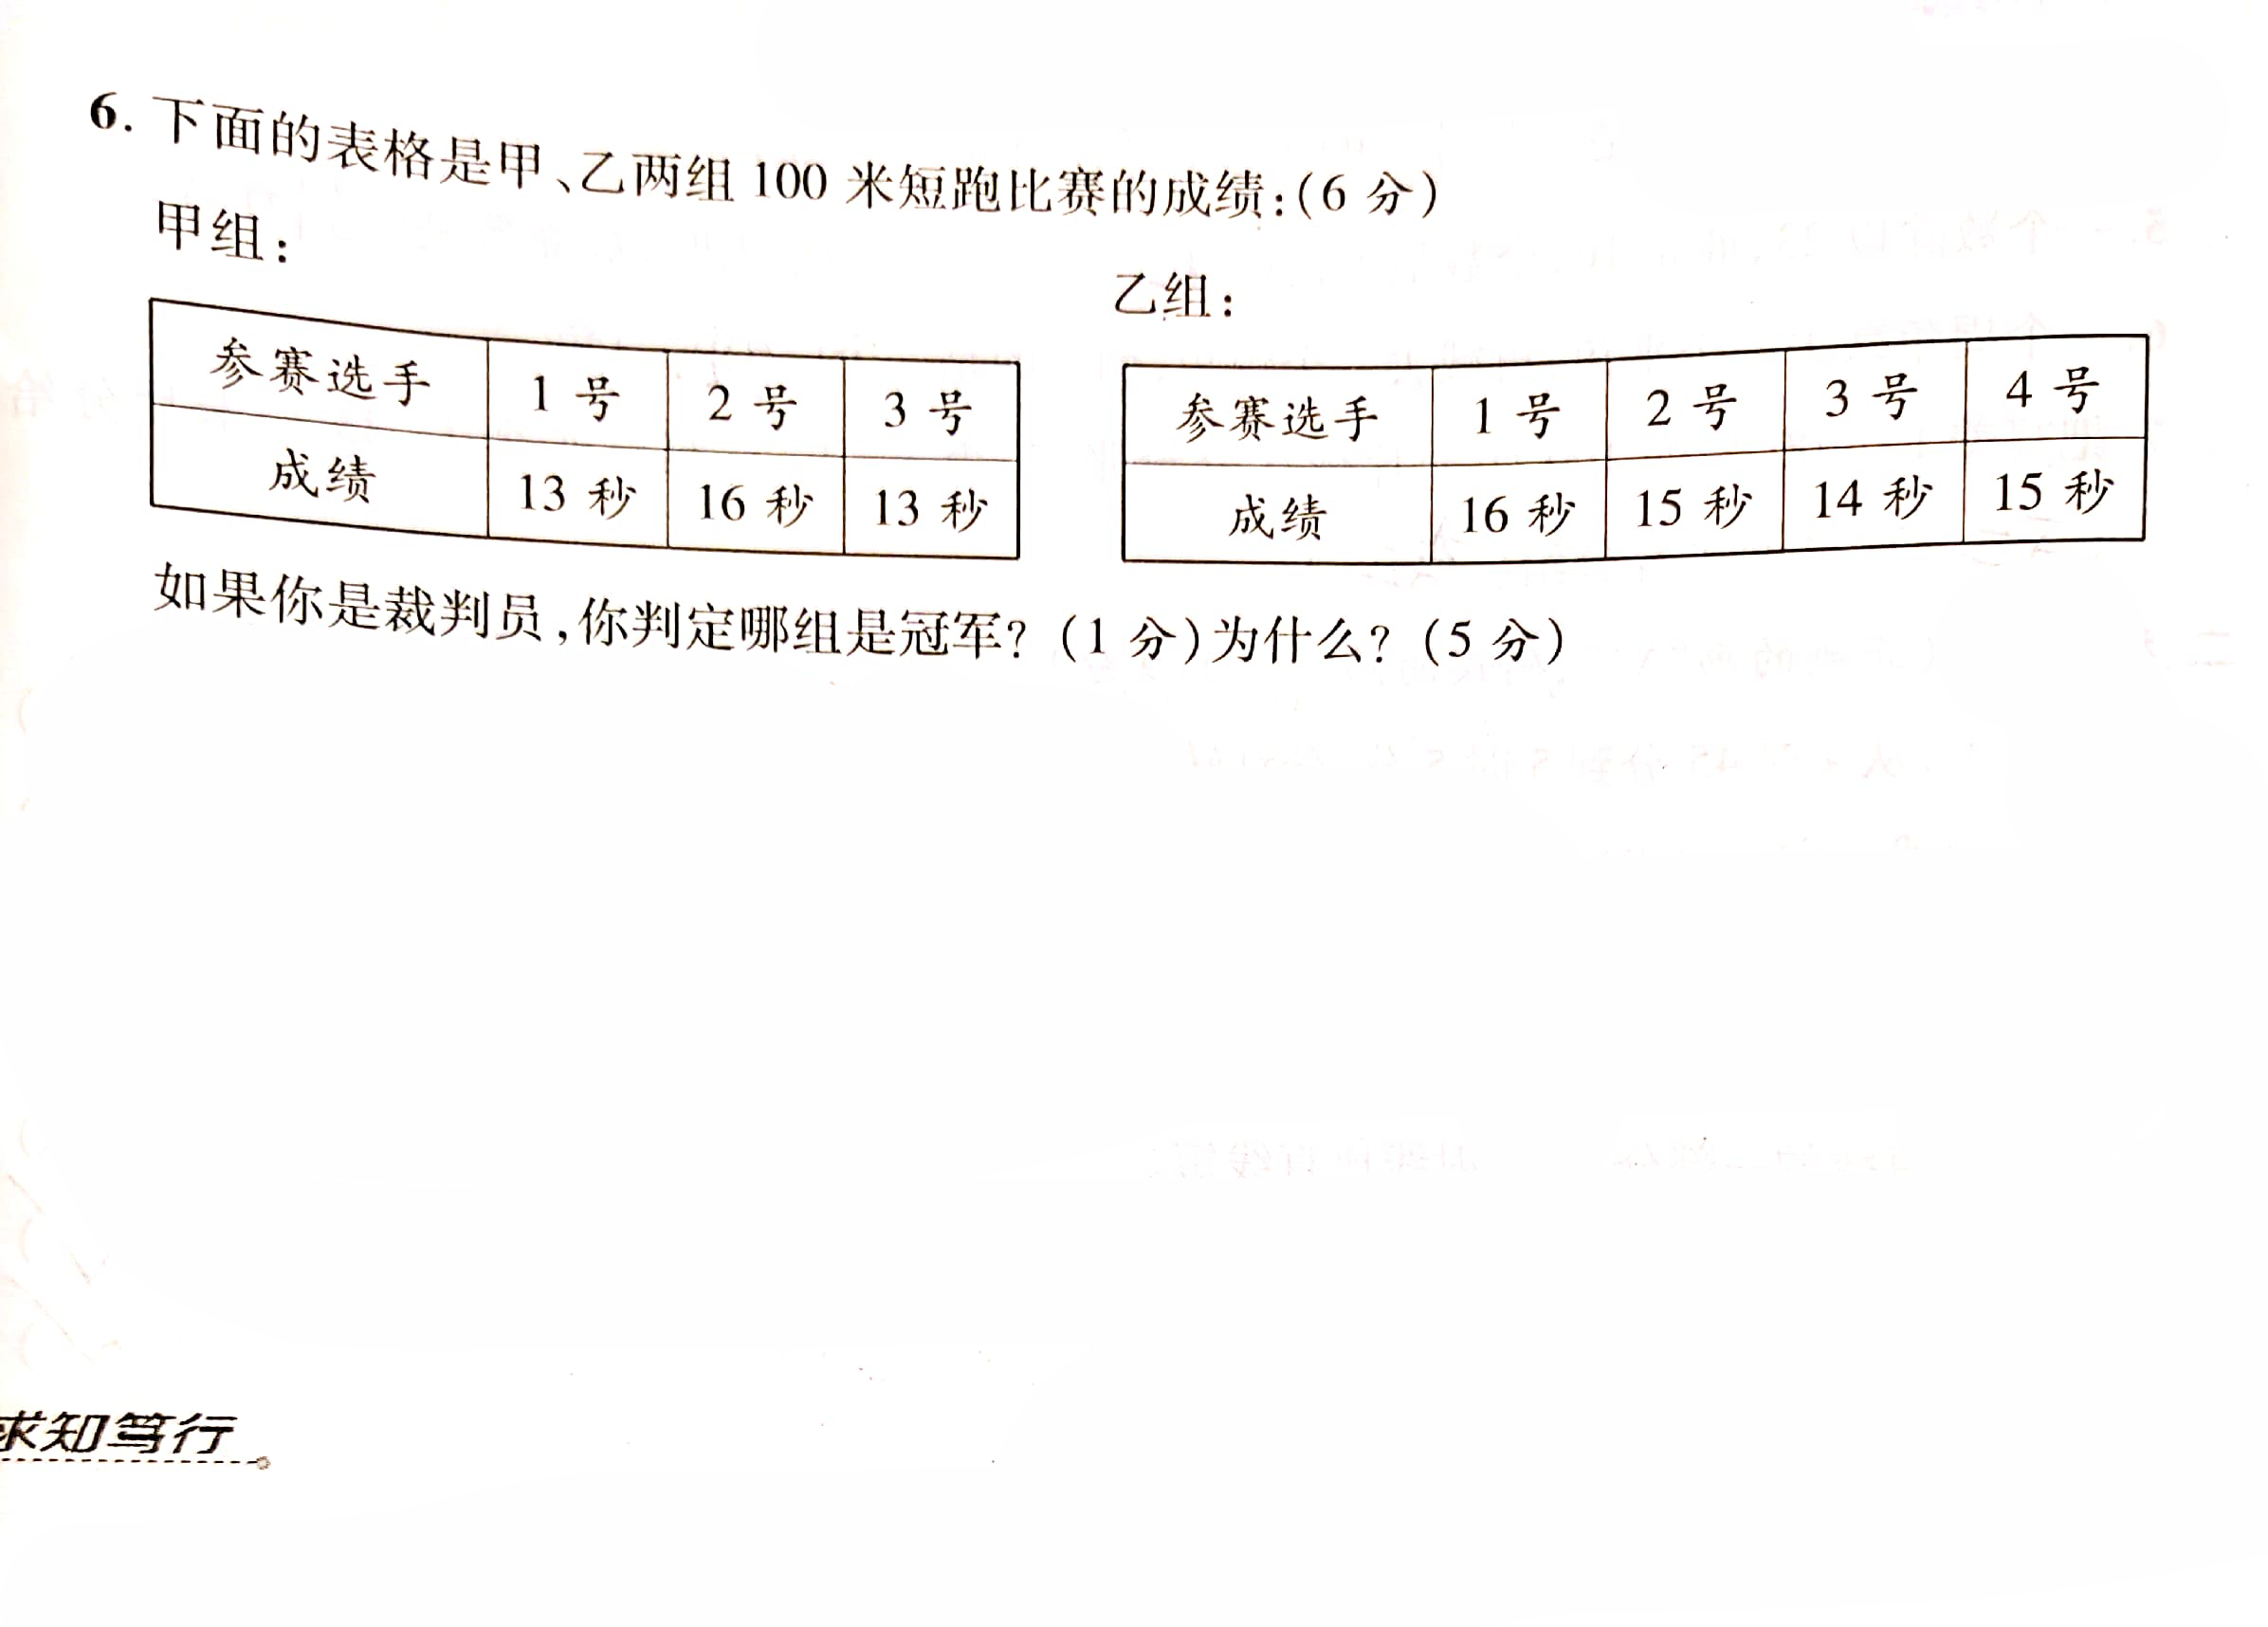 6. 下面的表格是甲、乙两组 100 米短跑比赛的成绩:(6 分)
甲组:
乙组:
参赛选手 1 号 2 号 3 号
成绩 13 秒 16 秒 13 秒
参赛选手 1 号 2 号 3 号 4 号
成绩 16 秒 15 秒 14 秒 15 秒
如果你是裁判员,你判定哪组是冠军? (1 分)为什么? (5 分)
求知笃行